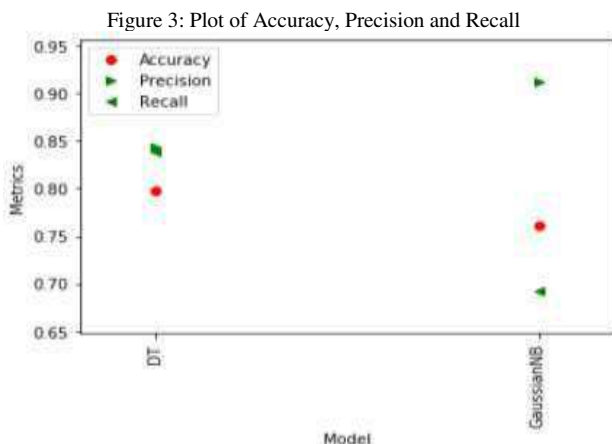 Figure 3: Plot of Accuracy, Precision and Recall
0.95
0.90
0.85
0.80
0.75
0.70
0.65
Metrics
Accuracy
Precision
Recall
DT
GaussianNB
Model